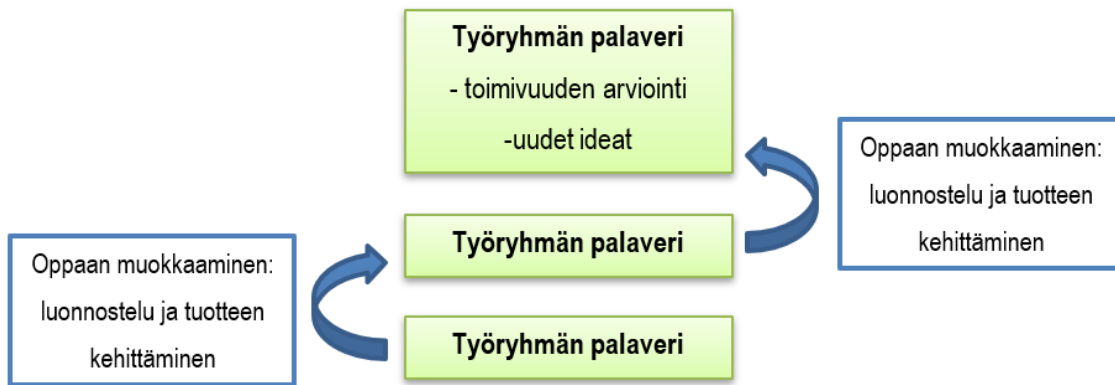 Työryhmän palaveri
- toimivuuden arviointi
-uudet ideat
Oppaan muokkaaminen:
luonnostelu ja tuotteen
kehittäminen
Työryhmän palaveri
Oppaan muokkaaminen:
luonnostelu ja tuotteen
kehittäminen
Työryhmän palaveri